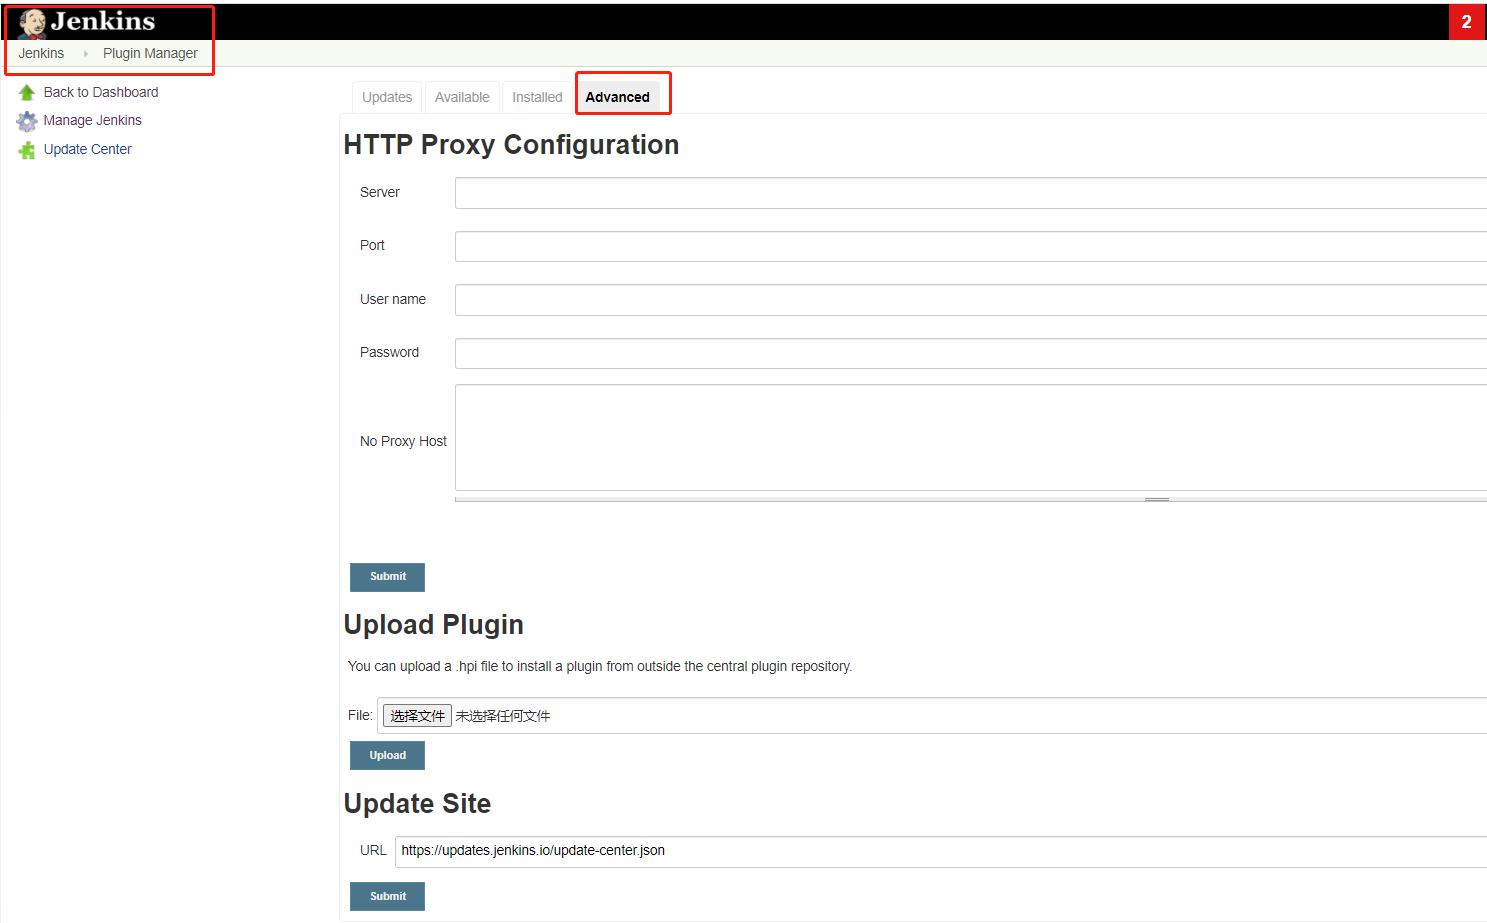 Jenkins
2
Jenkins Plugin Manager
Back to Dashboard
Manage Jenkins
Update Center
Updates Available Installed Advanced
HTTP Proxy Configuration
Server
Port
User name
Password
No Proxy Host
Submit
Upload Plugin
You can upload a .hpi file to install a plugin from outside the central plugin repository.
File: 选择文件 未选择任何文件
Upload
Update Site
URL https://updates.jenkins.io/update-center.json
Submit